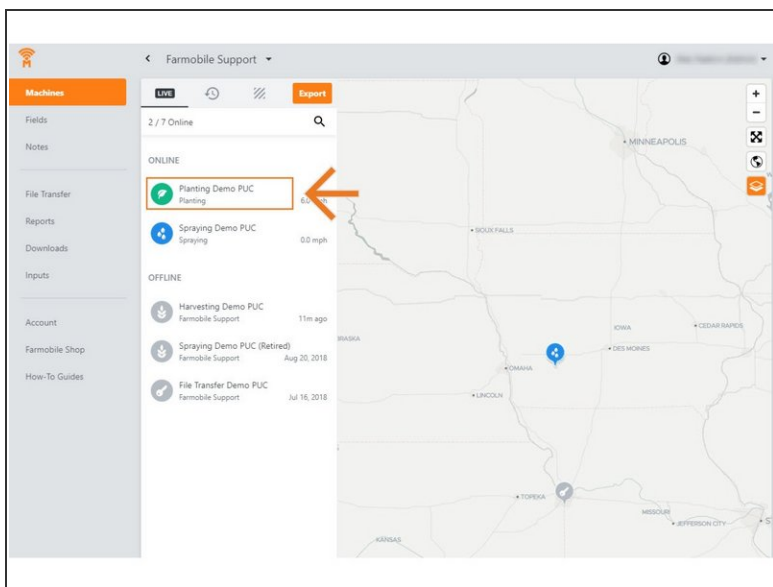 Farmobile Support
Machines
Fields
Notes
File Transfer
Reports
Downloads
Inputs
Account
Farmobile Shop
How-To Guides
LIVE
Export
2 / 7 Online
ONLINE
Planting Demo PUC
Planting
mph
Spraying Demo PUC
Spraying
0.0 mph
OFFLINE
Harvesting Demo PUC
Farmobile Support
11m ago
Spraying Demo PUC (Retired)
Farmobile Support
Aug 20, 2018
File Transfer Demo PUC
Farmobile Support
Jul 16, 2018
MINNEAPOLIS
SIOUX FALLS
IOWA
CEDAR RAPIDS
DES MOINES
OMAHA
LINCOLN
TOPEKA
MISSOURI
JEFFERSON CITY
KANSAS